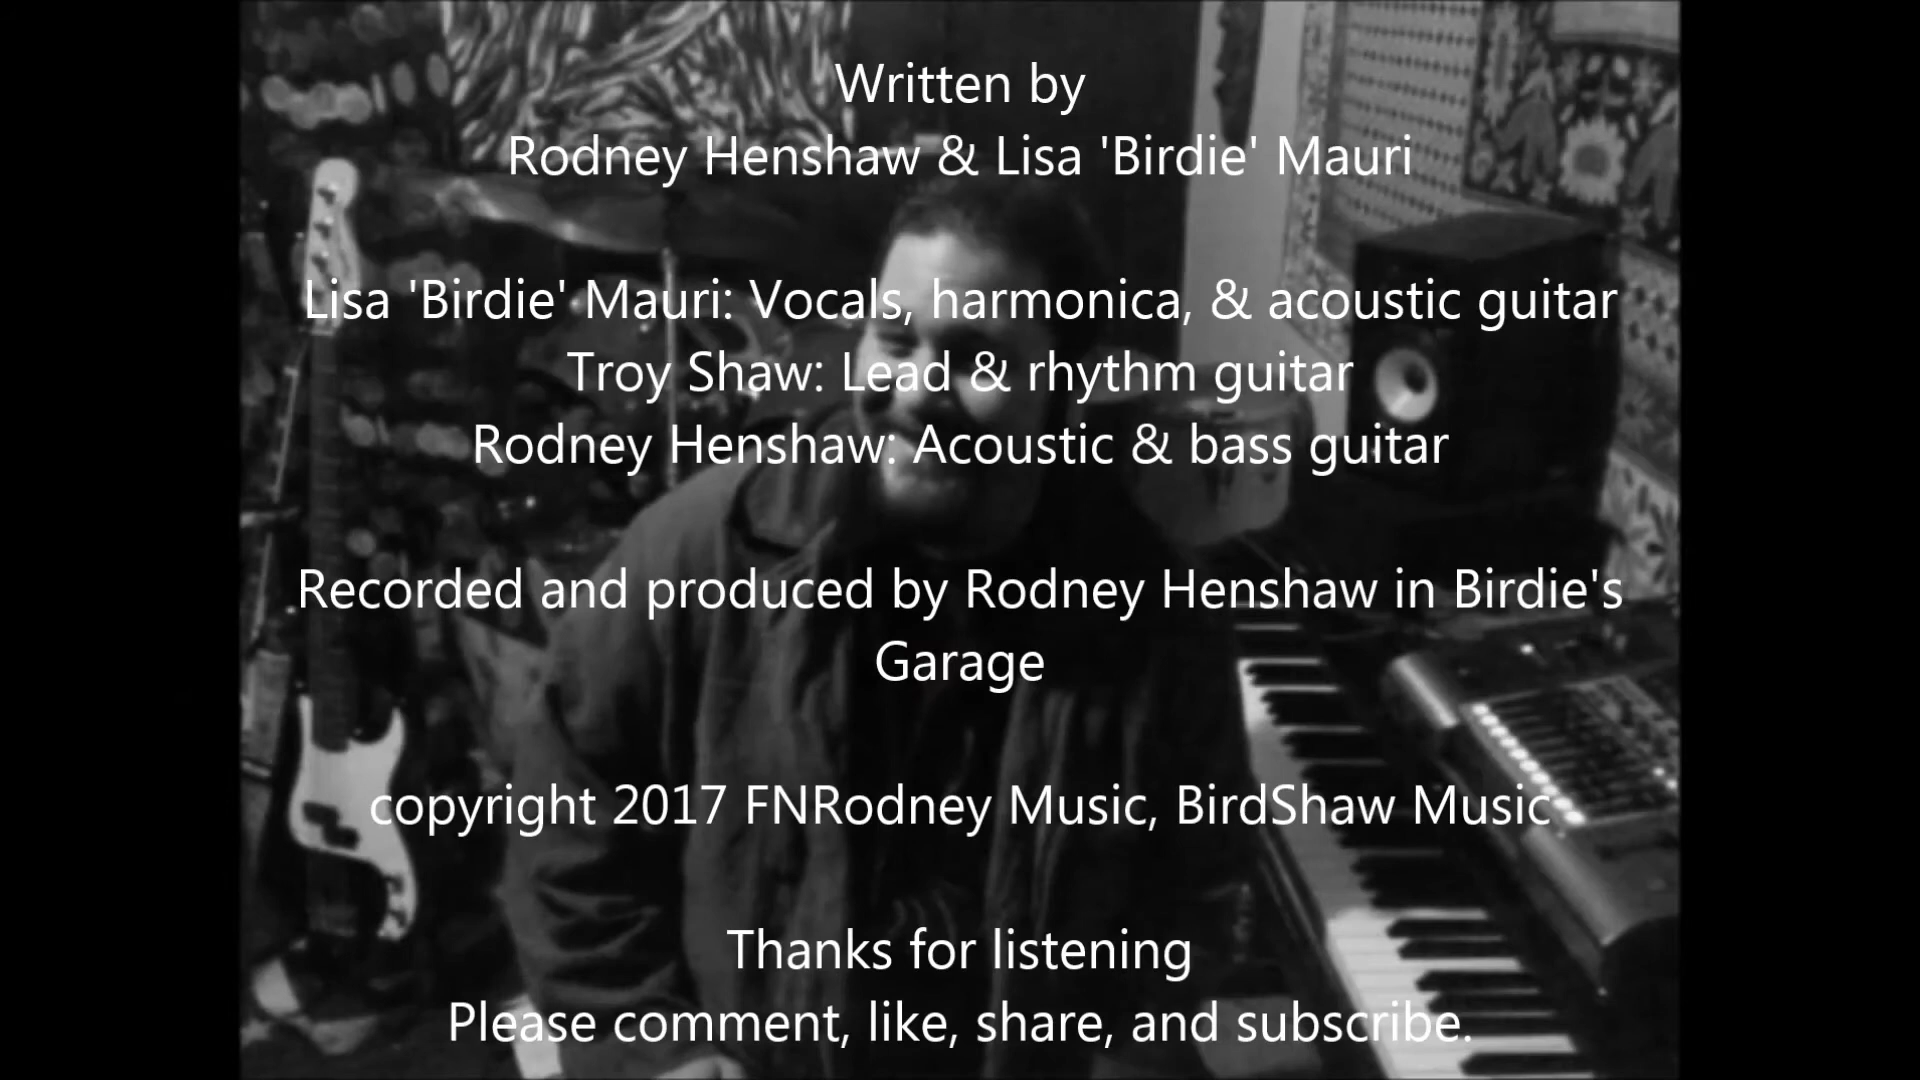 Written by
Rodney Henshaw & Lisa 'Birdie' Mauri
Lisa 'Birdie' Mauri: Vocals, harmonica, & acoustic guitar
Troy Shaw: Lead & rhythm guitar
Rodney Henshaw: Acoustic & bass guitar
Recorded and produced by Rodney Henshaw in Birdie's
Garage
copyright 2017 FNRodney Music, BirdShaw Music
Thanks for listening
Please comment, like, share, and subscribe.